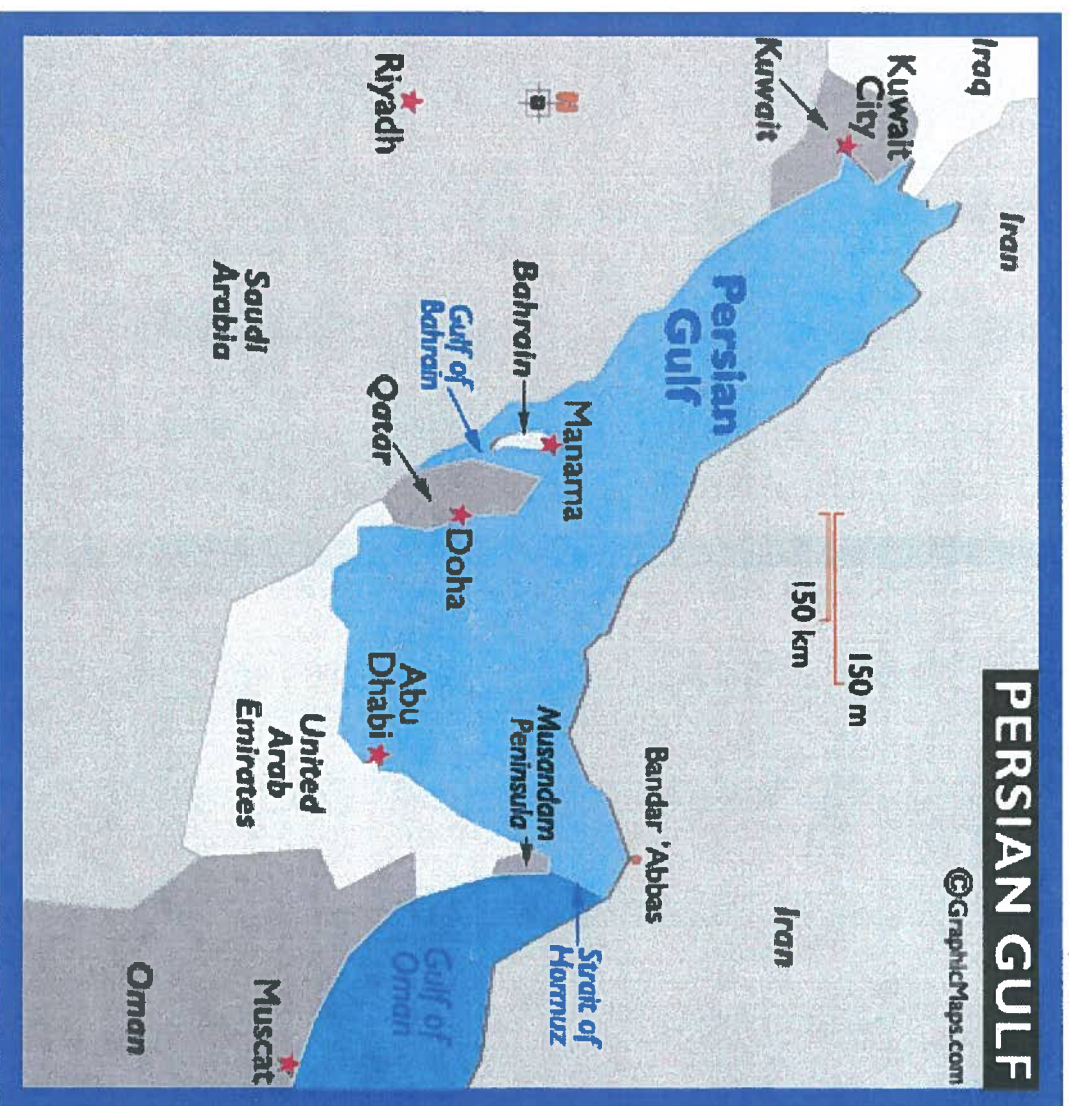 PERSIAN GULF
©GraphicMaps.com
Iraq
Iran
Kuwait
City
Kuwait
Persian
Gulf
150 m
150 km
Iran
Bandar 'Abbas
Strait of
Hormuz
Musandam
Peninsula
Manama
Bahrain
Gulf of
Bahrain
Riyadh
Qatar
Doha
Abu
Dhabi
Gulf of
Oman
Saudi
Arabia
United
Arab
Emirates
Muscat
Oman